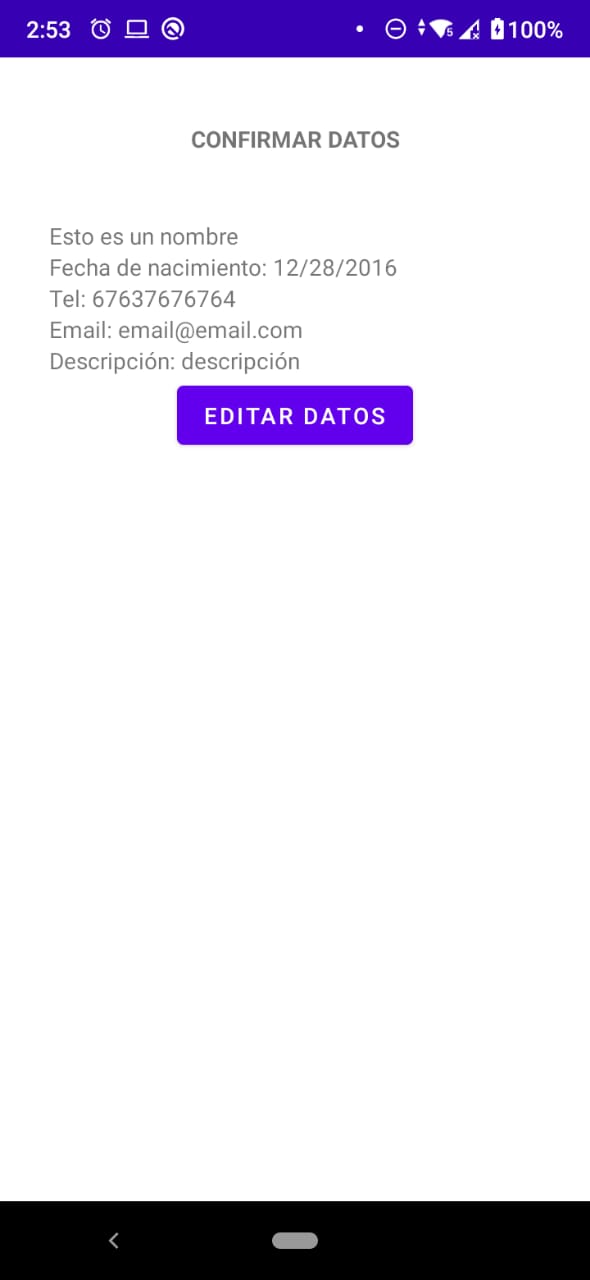 2:53 100%
CONFIRMAR DATOS
Esto es un nombre
Fecha de nacimiento: 12/28/2016
Tel: 67637676764
Email: email@email.com
Descripción: descripción
EDITAR DATOS